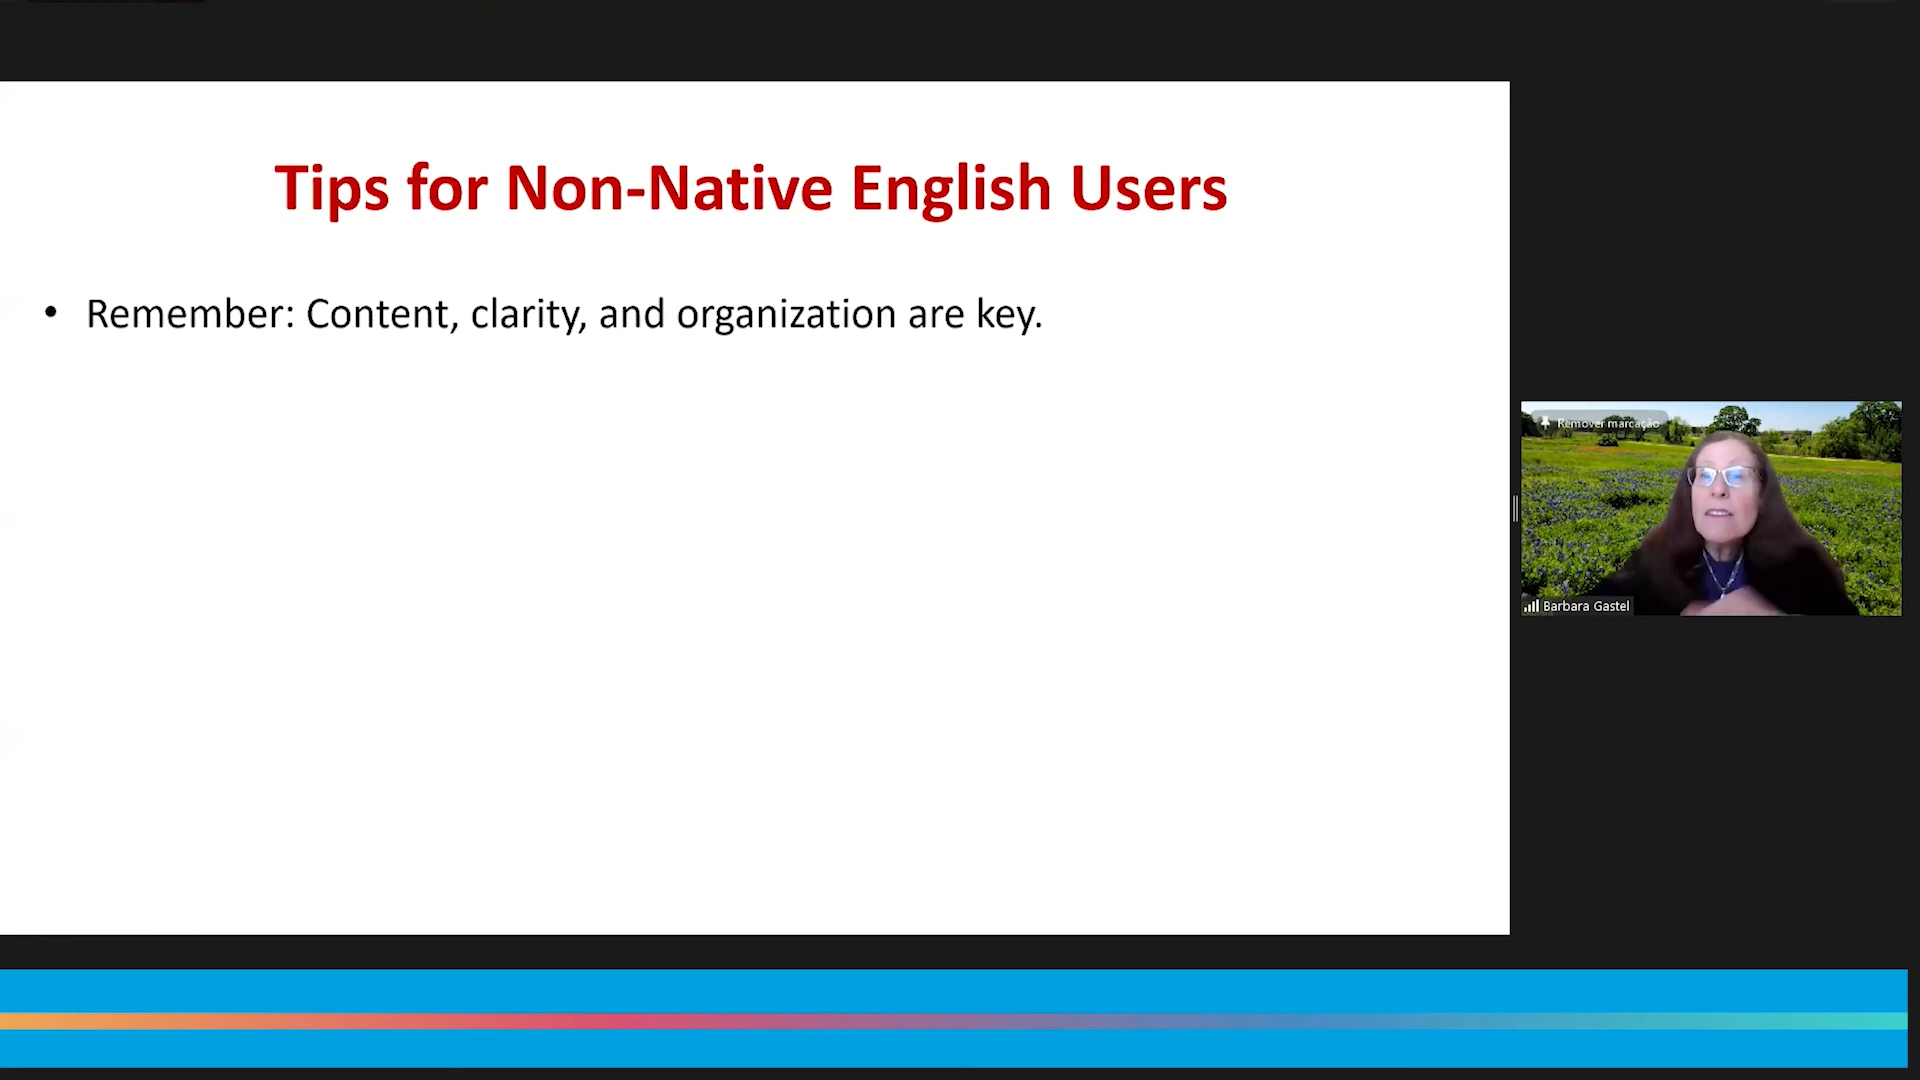 Tips for Non-Native English Users
• Remember: Content, clarity, and organization are key.
Remover marcação
Barbara Gastel